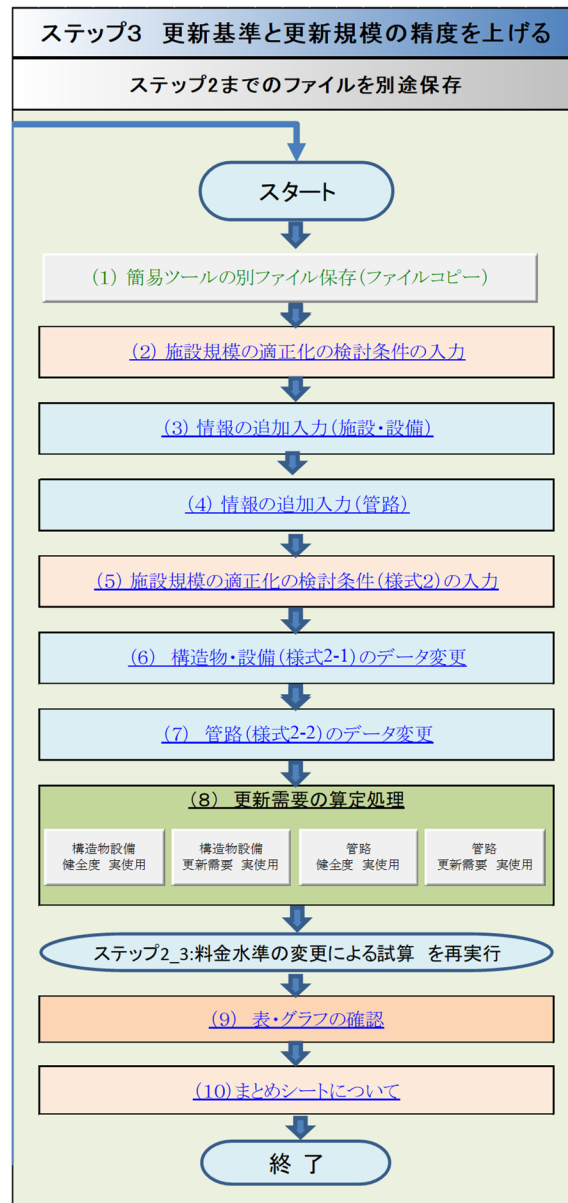 ステップ3 更新基準と更新規模の精度を上げる
ステップ2までのファイルを別途保存
スタート
(1) 簡易ツールの別ファイル保存(ファイルコピー)
(2) 施設規模の適正化の検討条件の入力
(3) 情報の追加入力(施設・設備)
(4) 情報の追加入力(管路)
(5) 施設規模の適正化の検討条件(様式2)の入力
(6) 構造物・設備(様式2-1)のデータ変更
(7) 管路(様式2-2)のデータ変更
(8) 更新需要の算定処理
構造物設備
健全度 実使用
構造物設備
更新需要 実使用
管路
健全度 実使用
管路
更新需要 実使用
ステップ2_3:料金水準の変更による試算 を再実行
(9) 表・グラフの確認
(10)まとめシートについて
終 了